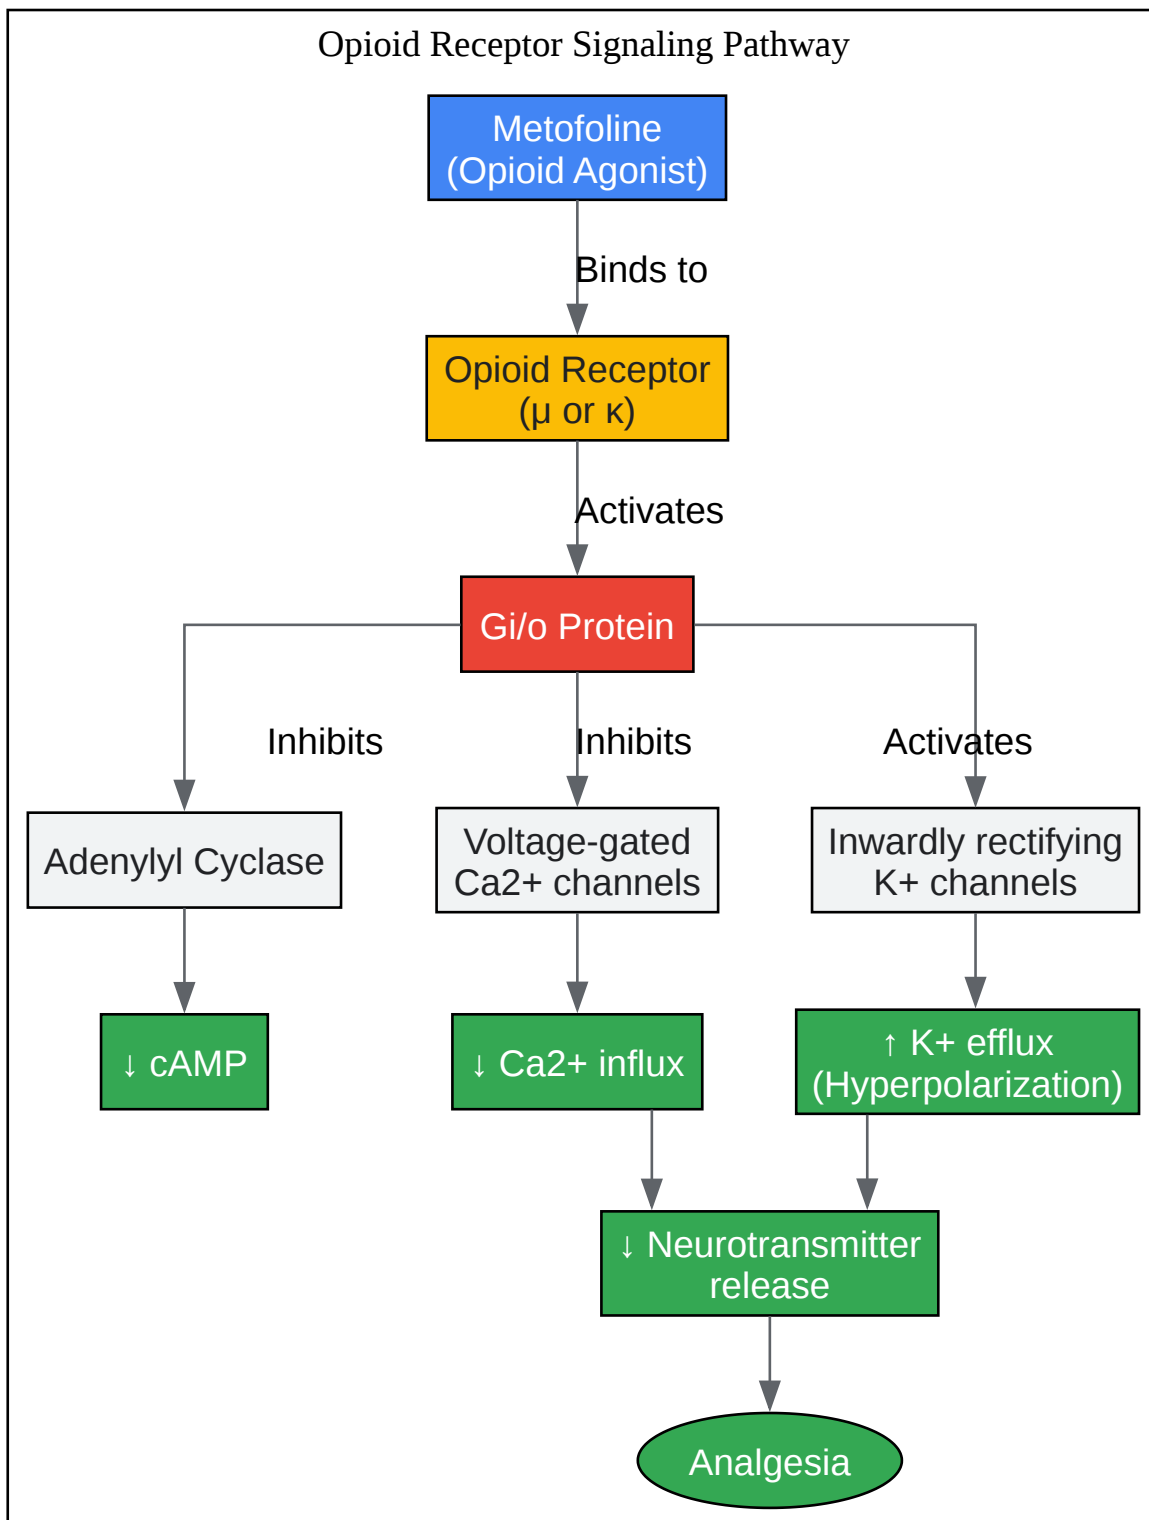 Opioid Receptor Signaling Pathway
Metofoline
(Opioid Agonist)
Binds to
Opioid Receptor
(μ or κ)
Activates
Gi/o Protein
Inhibits
Inhibits
Activates
Adenylyl Cyclase
Voltage-gated
Ca2+ channels
Inwardly rectifying
K+ channels
↓ cAMP
↓ Ca2+ influx
↑ K+ efflux
(Hyperpolarization)
↓ Neurotransmitter
release
Analgesia